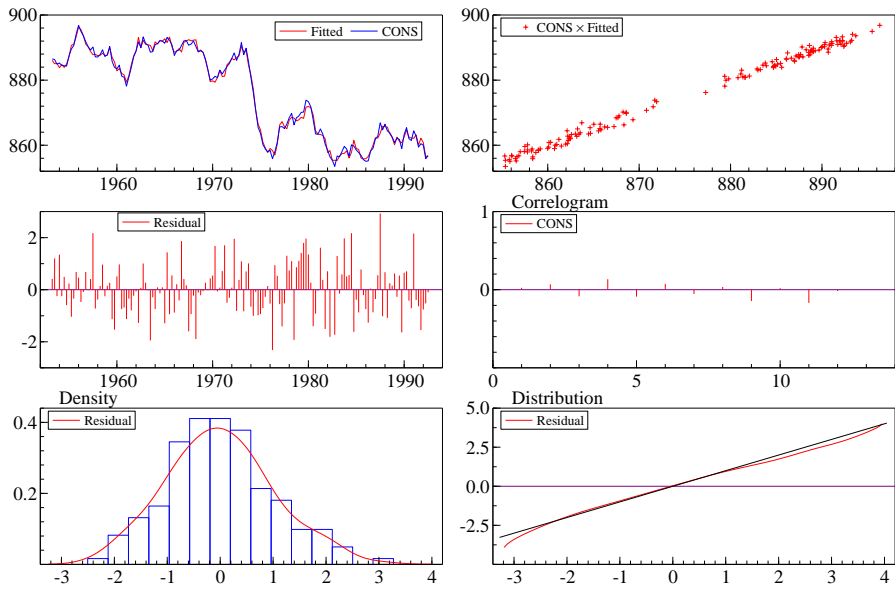 900
880
860
Fitted CONS
1960 1970 1980 1990
900
880
860
CONS × Fitted
860 870 880 890
2
0
-2
Residual
1960 1970 1980 1990
Correlogram
1
0
CONS
0 5 10
Density
0.4
0.2
Residual
-3 -2 -1 0 1 2 3 4
Distribution
5.0
2.5
0.0
-2.5
Residual
-3 -2 -1 0 1 2 3 4